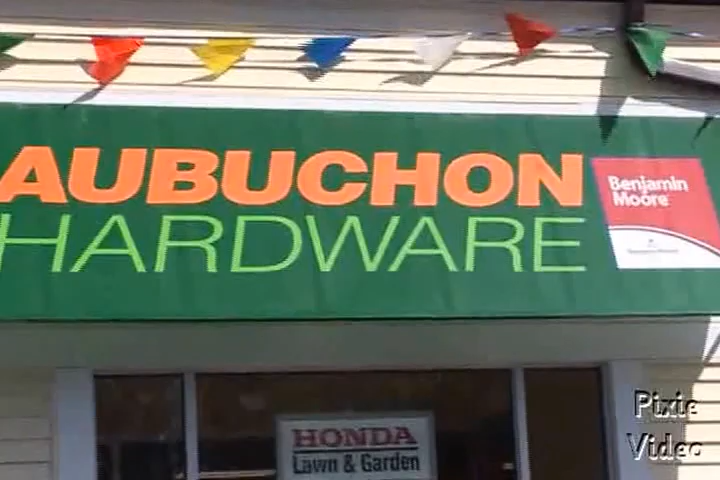 AUBUCHON
HARDWARE
Benjamin
Moore
HONDA
Lawn & Garden
Pixie
Video